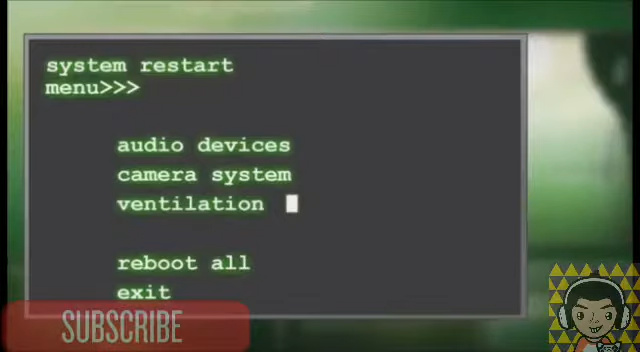 system restart
menu>>>
audio devices
camera system
ventilation
reboot all
exit
SUBSCRIBE